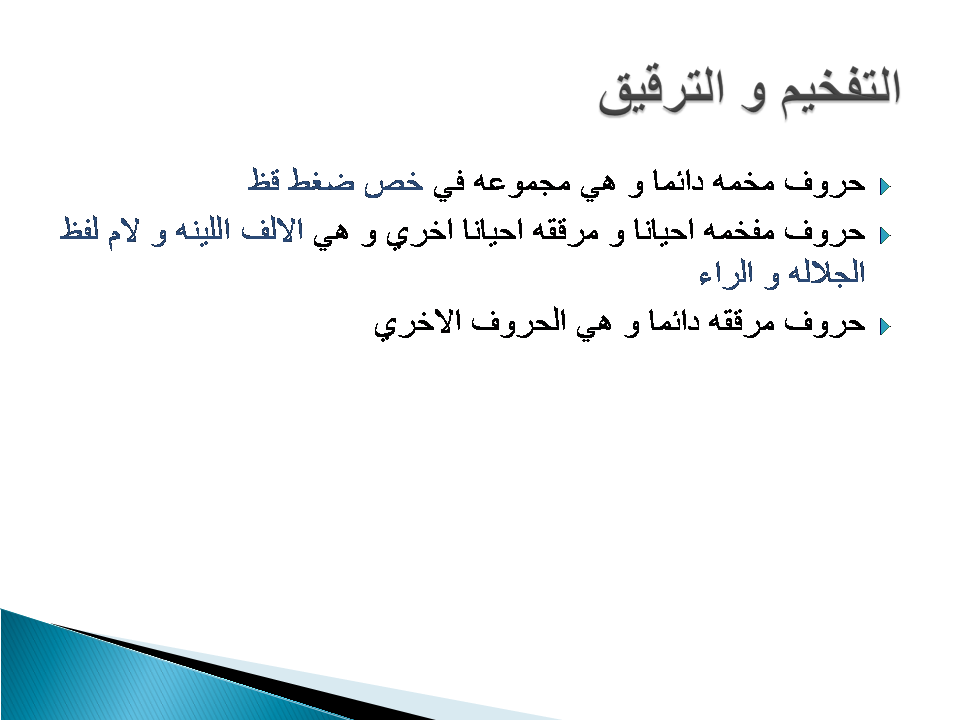 التفخيم و الترقيق
حروف مخمه دائما و هي مجموعه في خص ضغط قظ
حروف مفخمه احيانا و مرققه احيانا اخري و هي الالف اللينه و لام لفظ
الجلاله و الراء
حروف مرققه دائما و هي الحروف الاخري